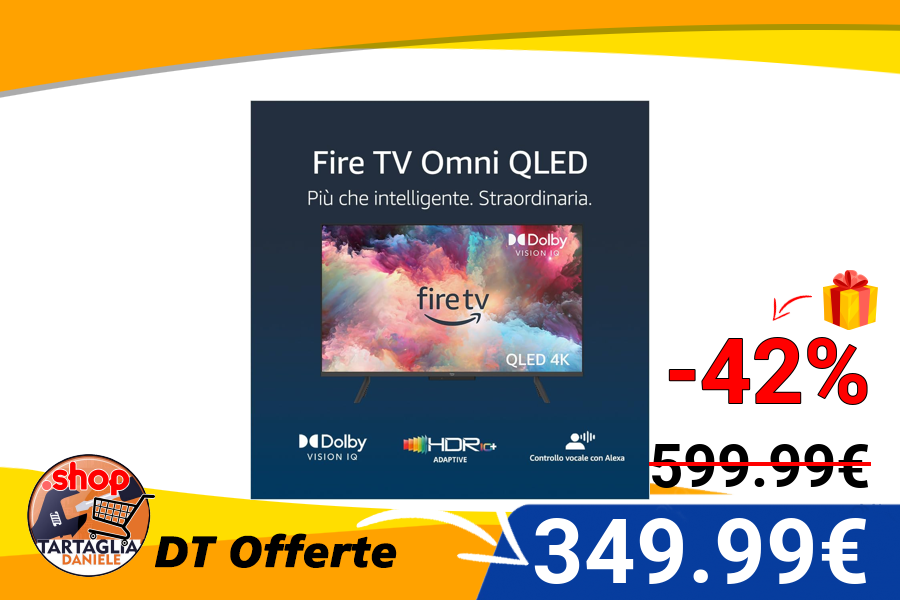 Fire TV Omni QLED
Più che intelligente. Straordinaria.
Dolby
VISION IQ
fire tv
QLED 4K
Dolby
VISION IQ
HDR10+
ADAPTIVE
Controllo vocale con Alexa
-42%
599.99€
349.99€
.shop
TARTAGLIA
DANIELE
DT Offerte